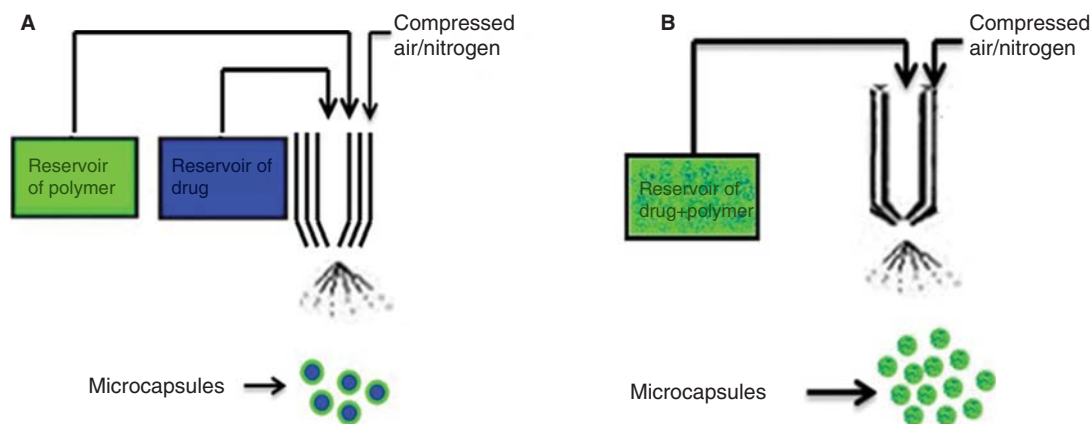 A
Compressed
air/nitrogen
Reservoir
of polymer
Reservoir of
drug
Microcapsules
B
Compressed
air/nitrogen
Reservoir of
drug+polymer
Microcapsules